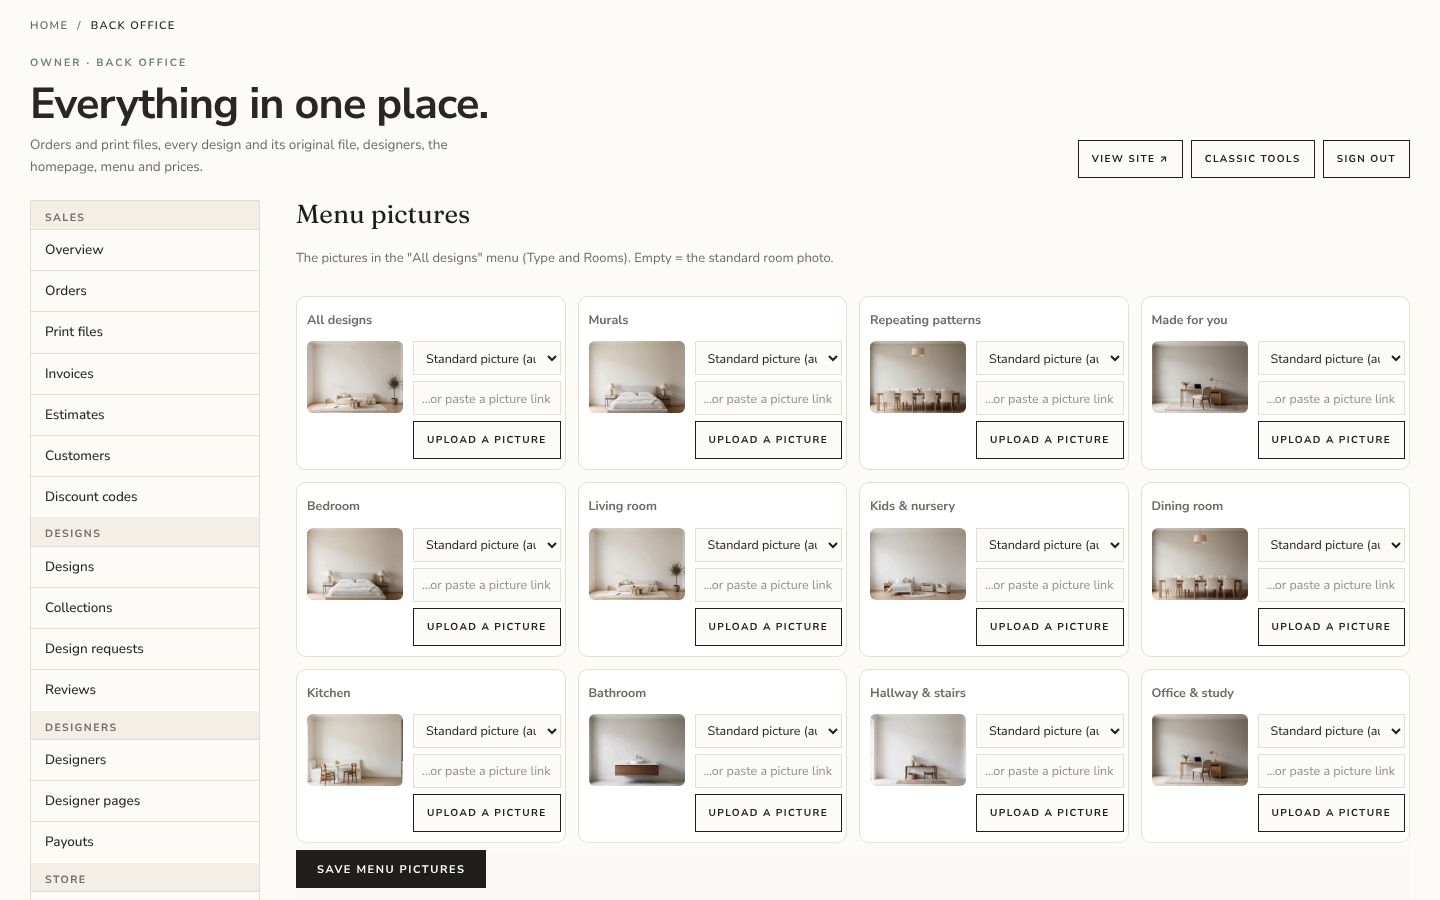 HOME / BACK OFFICE
OWNER · BACK OFFICE
Everything in one place.
Orders and print files, every design and its original file, designers, the
homepage, menu and prices.
VIEW SITE ↗
CLASSIC TOOLS
SIGN OUT
SALES
Overview
Orders
Print files
Invoices
Estimates
Customers
Discount codes
DESIGNS
Designs
Collections
Design requests
Reviews
DESIGNERS
Designers
Designer pages
Payouts
STORE
Menu pictures
The pictures in the "All designs" menu (Type and Rooms). Empty = the standard room photo.
All designs
Standard picture (au
...or paste a picture link
UPLOAD A PICTURE
Murals
Standard picture (au
...or paste a picture link
UPLOAD A PICTURE
Repeating patterns
Standard picture (au
...or paste a picture link
UPLOAD A PICTURE
Made for you
Standard picture (au
...or paste a picture link
UPLOAD A PICTURE
Bedroom
Standard picture (au
...or paste a picture link
UPLOAD A PICTURE
Living room
Standard picture (au
...or paste a picture link
UPLOAD A PICTURE
Kids & nursery
Standard picture (au
...or paste a picture link
UPLOAD A PICTURE
Dining room
Standard picture (au
...or paste a picture link
UPLOAD A PICTURE
Kitchen
Standard picture (au
...or paste a picture link
UPLOAD A PICTURE
Bathroom
Standard picture (au
...or paste a picture link
UPLOAD A PICTURE
Hallway & stairs
Standard picture (au
...or paste a picture link
UPLOAD A PICTURE
Office & study
Standard picture (au
...or paste a picture link
UPLOAD A PICTURE
SAVE MENU PICTURES